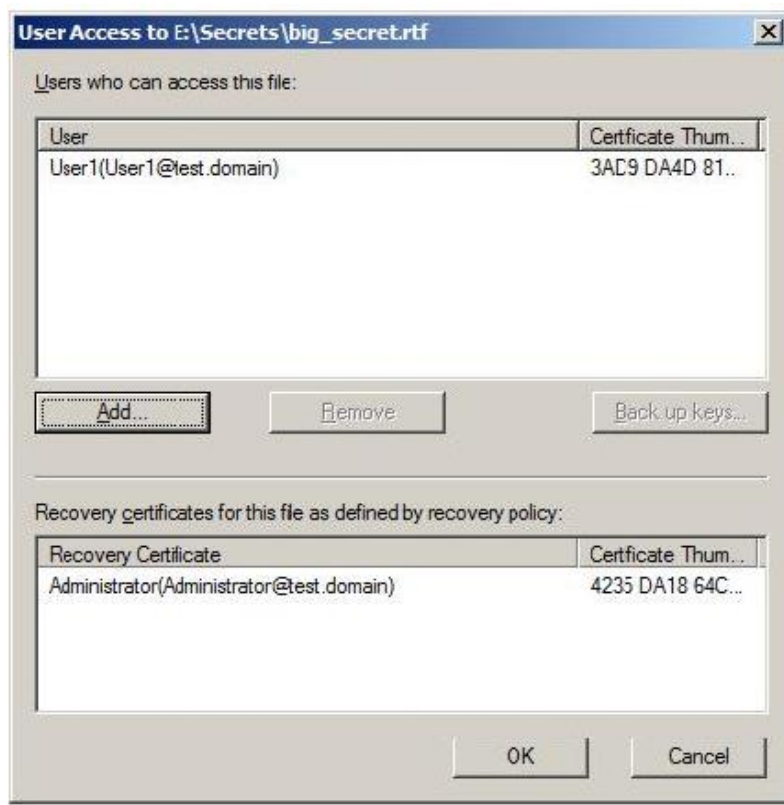 User Access to E:\Secrets\big_secret.rtf
Users who can access this file:
User Certficate Thum...
User1(User1@test.domain) 3AD9 DA4D 81...
Add... Remove Back up keys...
Recovery certificates for this file as defined by recovery policy:
Recovery Certificate Certficate Thum...
Administrator(Administrator@test.domain) 4235 DA18 64C...
OK Cancel